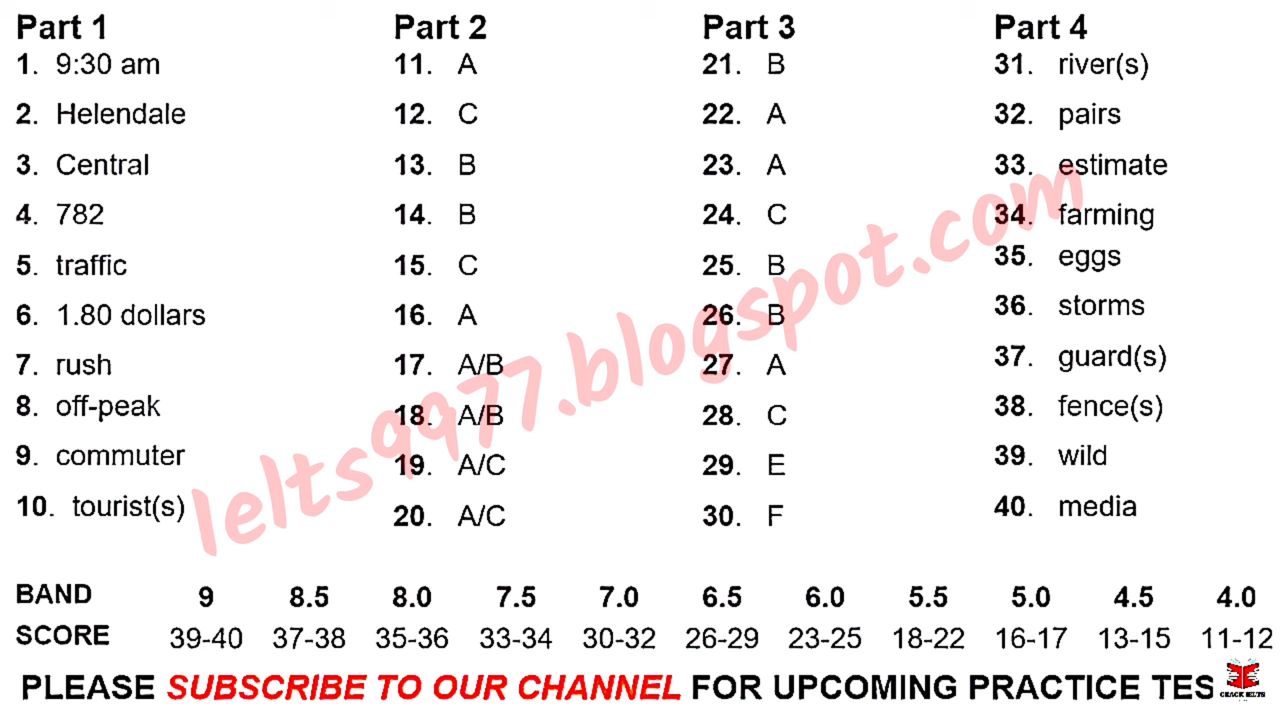 Part 1
1. 9:30 am
2. Helendale
3. Central
4. 782
5. traffic
6. 1.80 dollars
7. rush
8. off-peak
9. commuter
10. tourist(s)
Part 2
11. A
12. C
13. B
14. B
15. C
16. A
17. A/B
18. A/B
19. A/C
20. A/C
Part 3
21. B
22. A
23. A
24. C
25. B
26. B
27. A
28. C
29. E
30. F
Part 4
31. river(s)
32. pairs
33. estimate
34. farming
35. eggs
36. storms
37. guard(s)
38. fence(s)
39. wild
40. media
Ielts9977.blogspot.com
BAND 9 8.5 8.0 7.5 7.0 6.5 6.0 5.5 5.0 4.5 4.0
SCORE 39-40 37-38 35-36 33-34 30-32 26-29 23-25 18-22 16-17 13-15 11-12
PLEASE SUBSCRIBE TO OUR CHANNEL FOR UPCOMING PRACTICE TES
CRACK IELTS